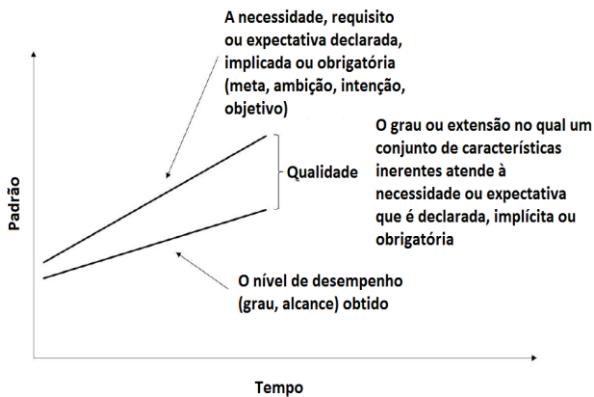 A necessidade, requisito
ou expectativa declarada,
implicada ou obrigatória
(meta, ambição, intenção,
objetivo)
O grau ou extensão no qual um
conjunto de características
inerentes atende à
necessidade ou expectativa
que é declarada, implícita ou
obrigatória
Qualidade
Padrão
O nível de desempenho
(grau, alcance) obtido
Tempo